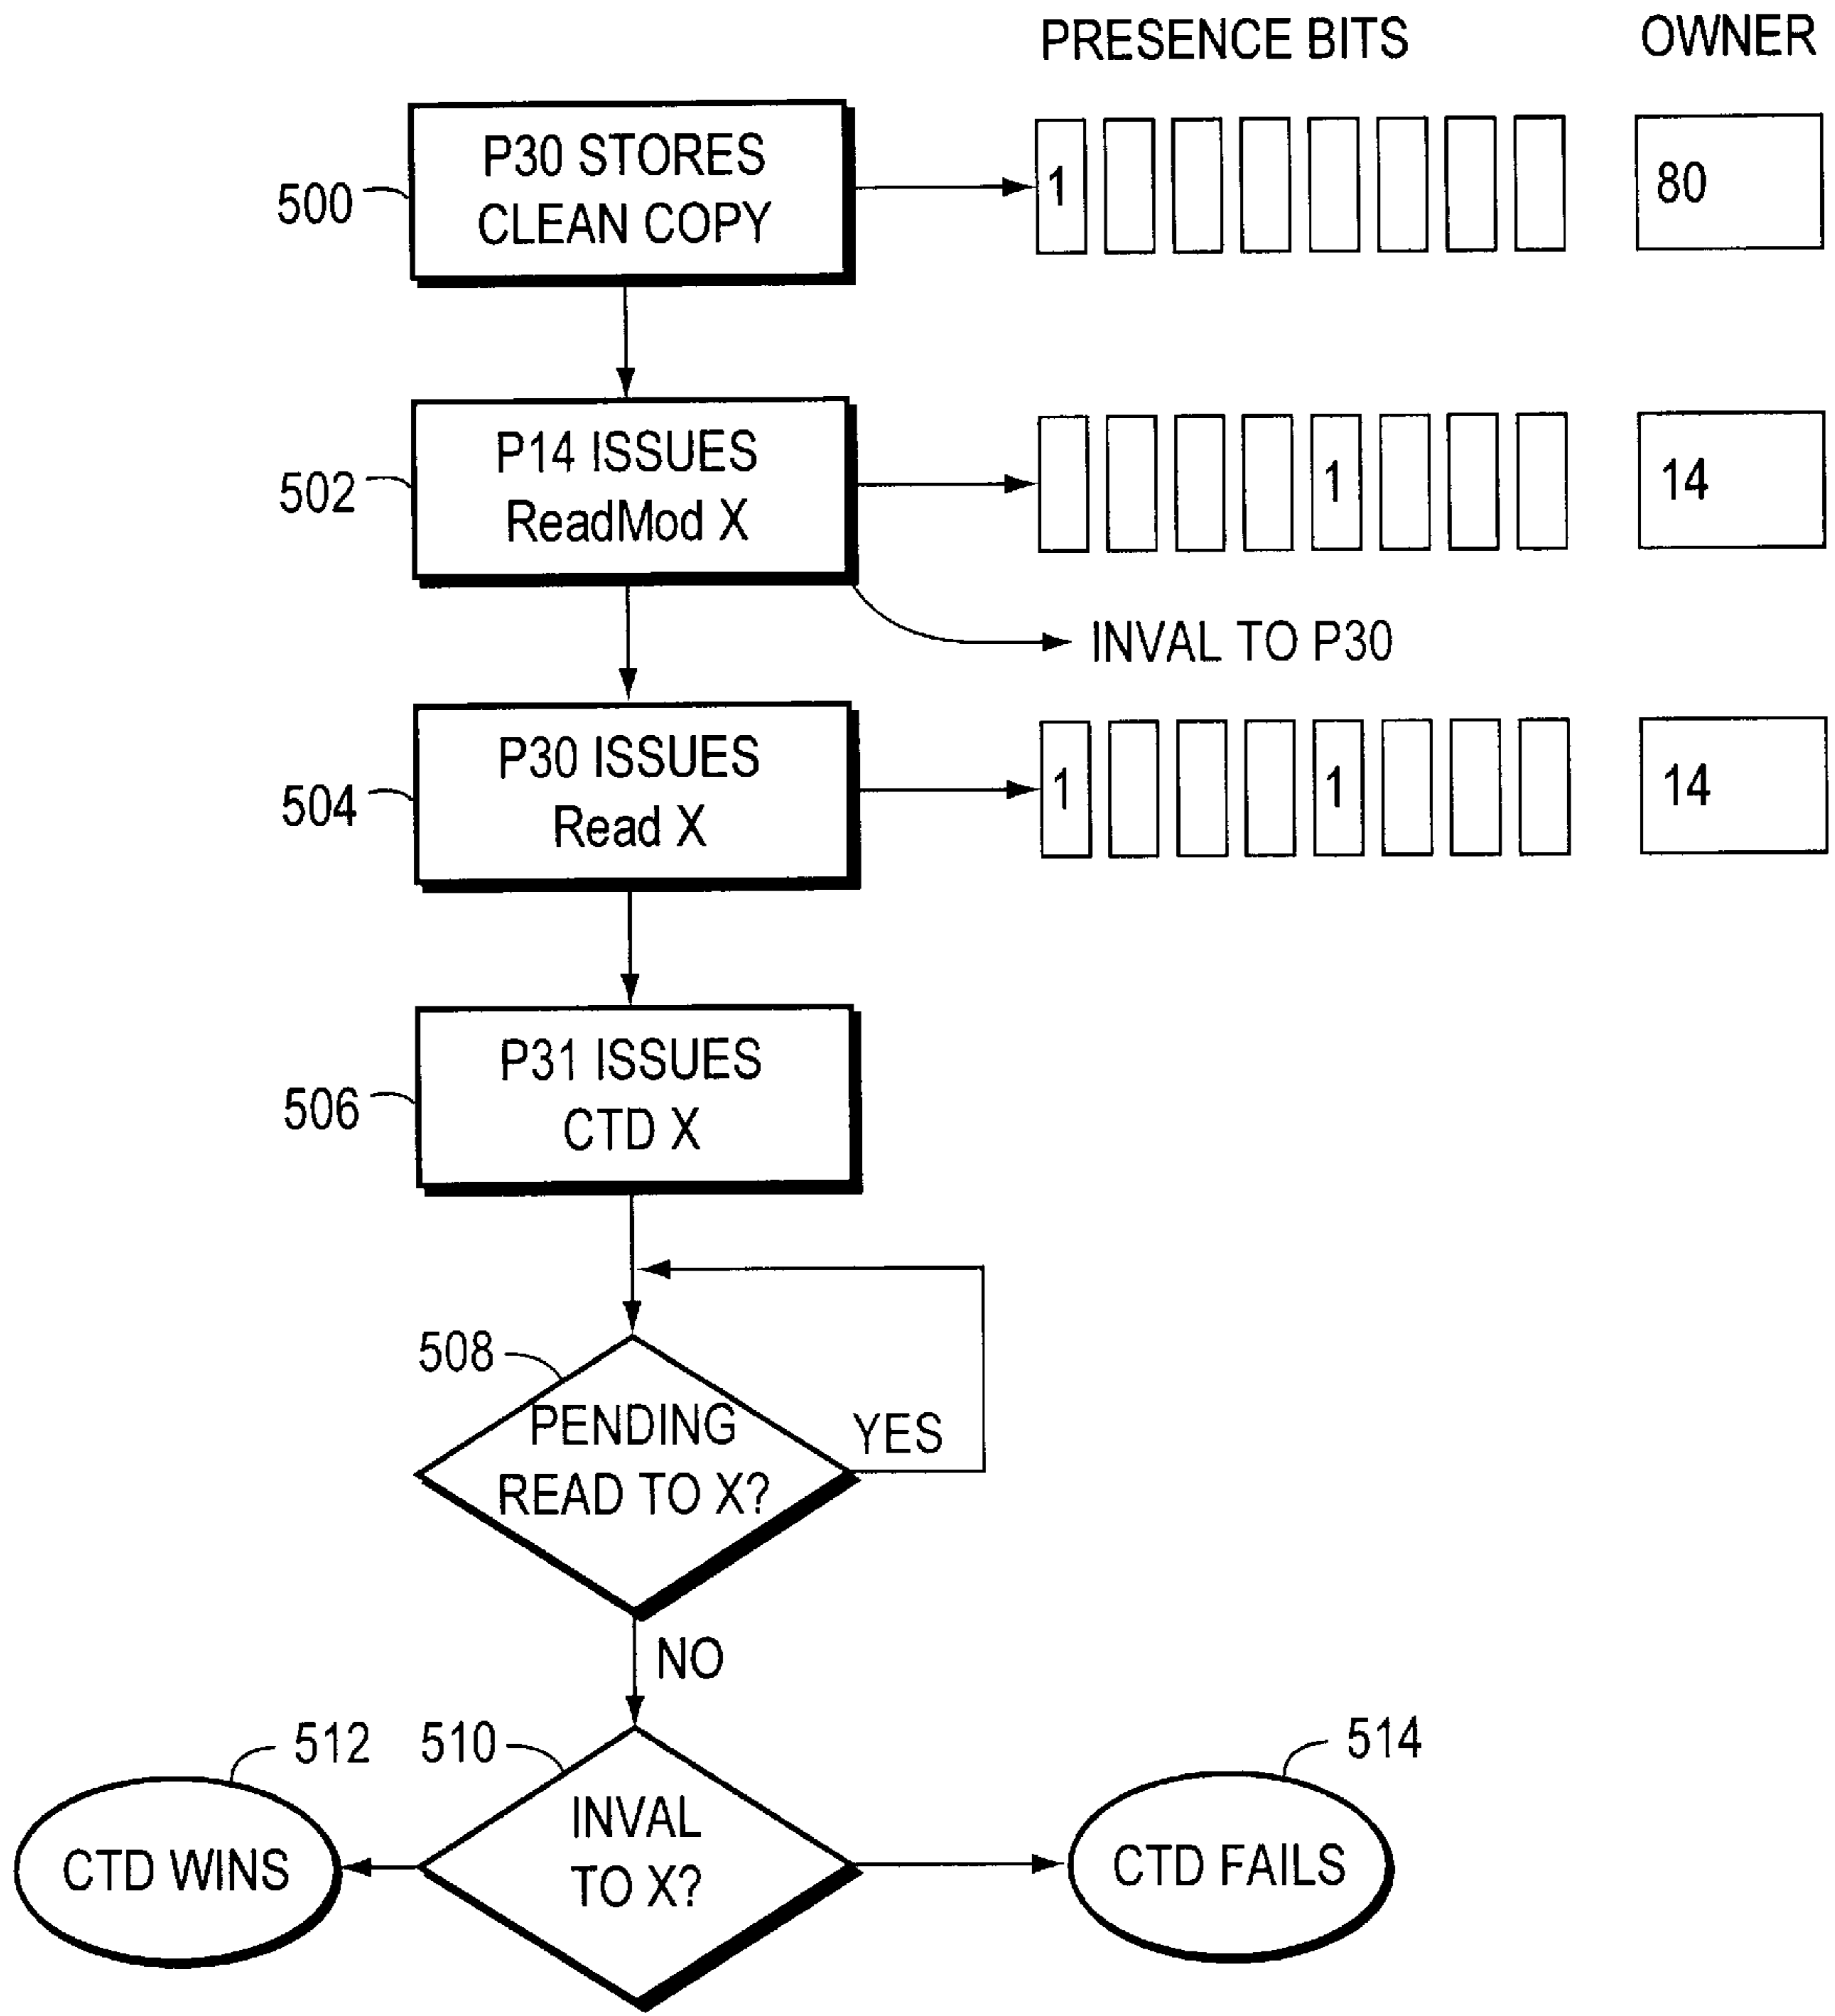 PRESENCE BITS OWNER
P30 STORES
CLEAN COPY
500
1
80
P14 ISSUES
ReadMod X
502
1
14
INVAL TO P30
P30 ISSUES
Read X
504
1 1
14
P31 ISSUES
CTD X
506
508
PENDING
READ TO X?
YES
NO
512
510
514
INVAL
TO X?
CTD WINS
CTD FAILS